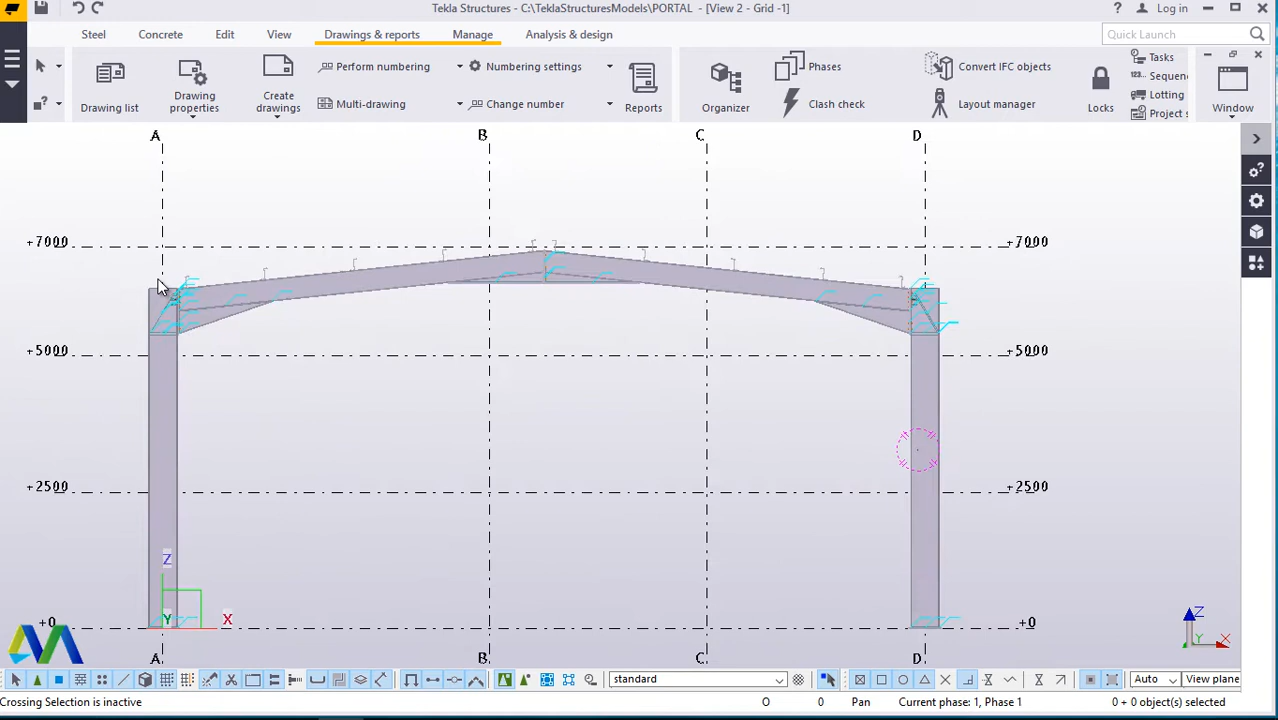 Tekla Structures - C:\TeklaStructuresModels\PORTAL - [View 2 - Grid -1]
? Log in
Steel Concrete Edit View Drawings & reports Manage Analysis & design
Quick Launch
Drawing list
Drawing properties
Create drawings
Perform numbering
Multi-drawing
Numbering settings
Change number
Reports
Organizer
Phases
Clash check
Convert IFC objects
Layout manager
Locks
Tasks
Sequen
Lotting
Project s
Window
A B C D
+7000 +7000
+5000 +5000
+2500 +2500
Z
Y X
+0 +0
Z
Y X
A B C D
standard
Auto
View plane
Crossing Selection is inactive
O 0 Pan Current phase: 1, Phase 1 0 + 0 object(s) selected